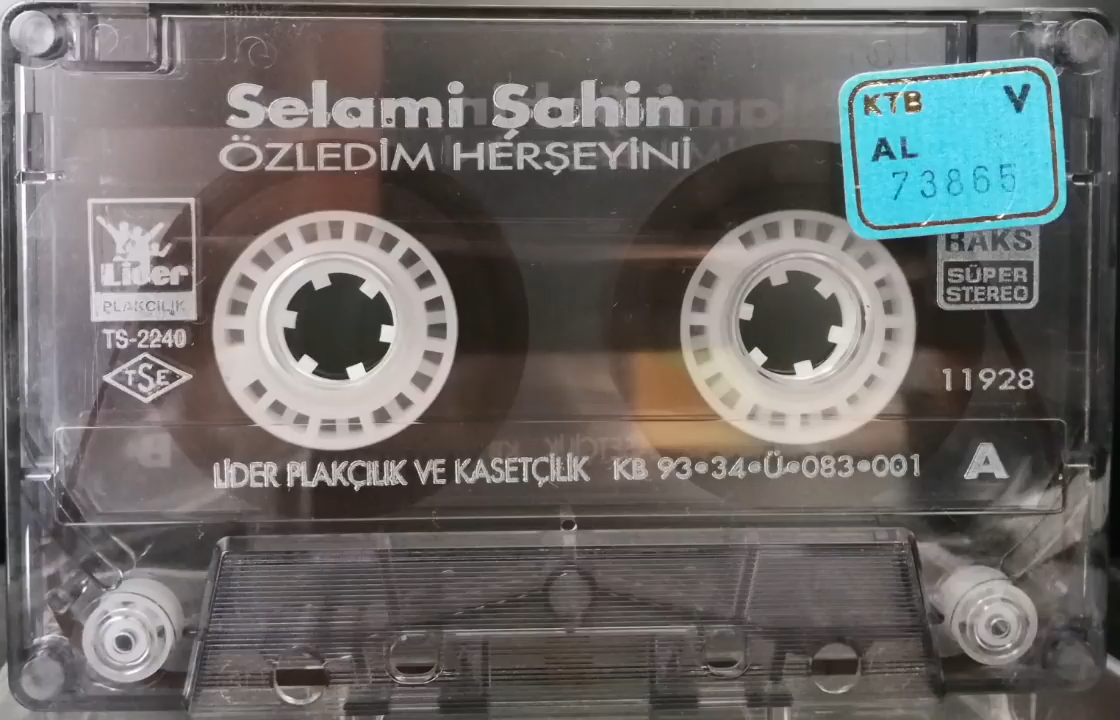 Selami Şahin
ÖZLEDİM HERŞEYİNİ
KTB V
AL
73865
Lider
PLAKÇILIK
TS-2240
TSE
RAKS
SÜPER
STEREO
11928
LİDER PLAKÇILIK VE KASETÇİLİK KB 93•34•Ü•083•001
A